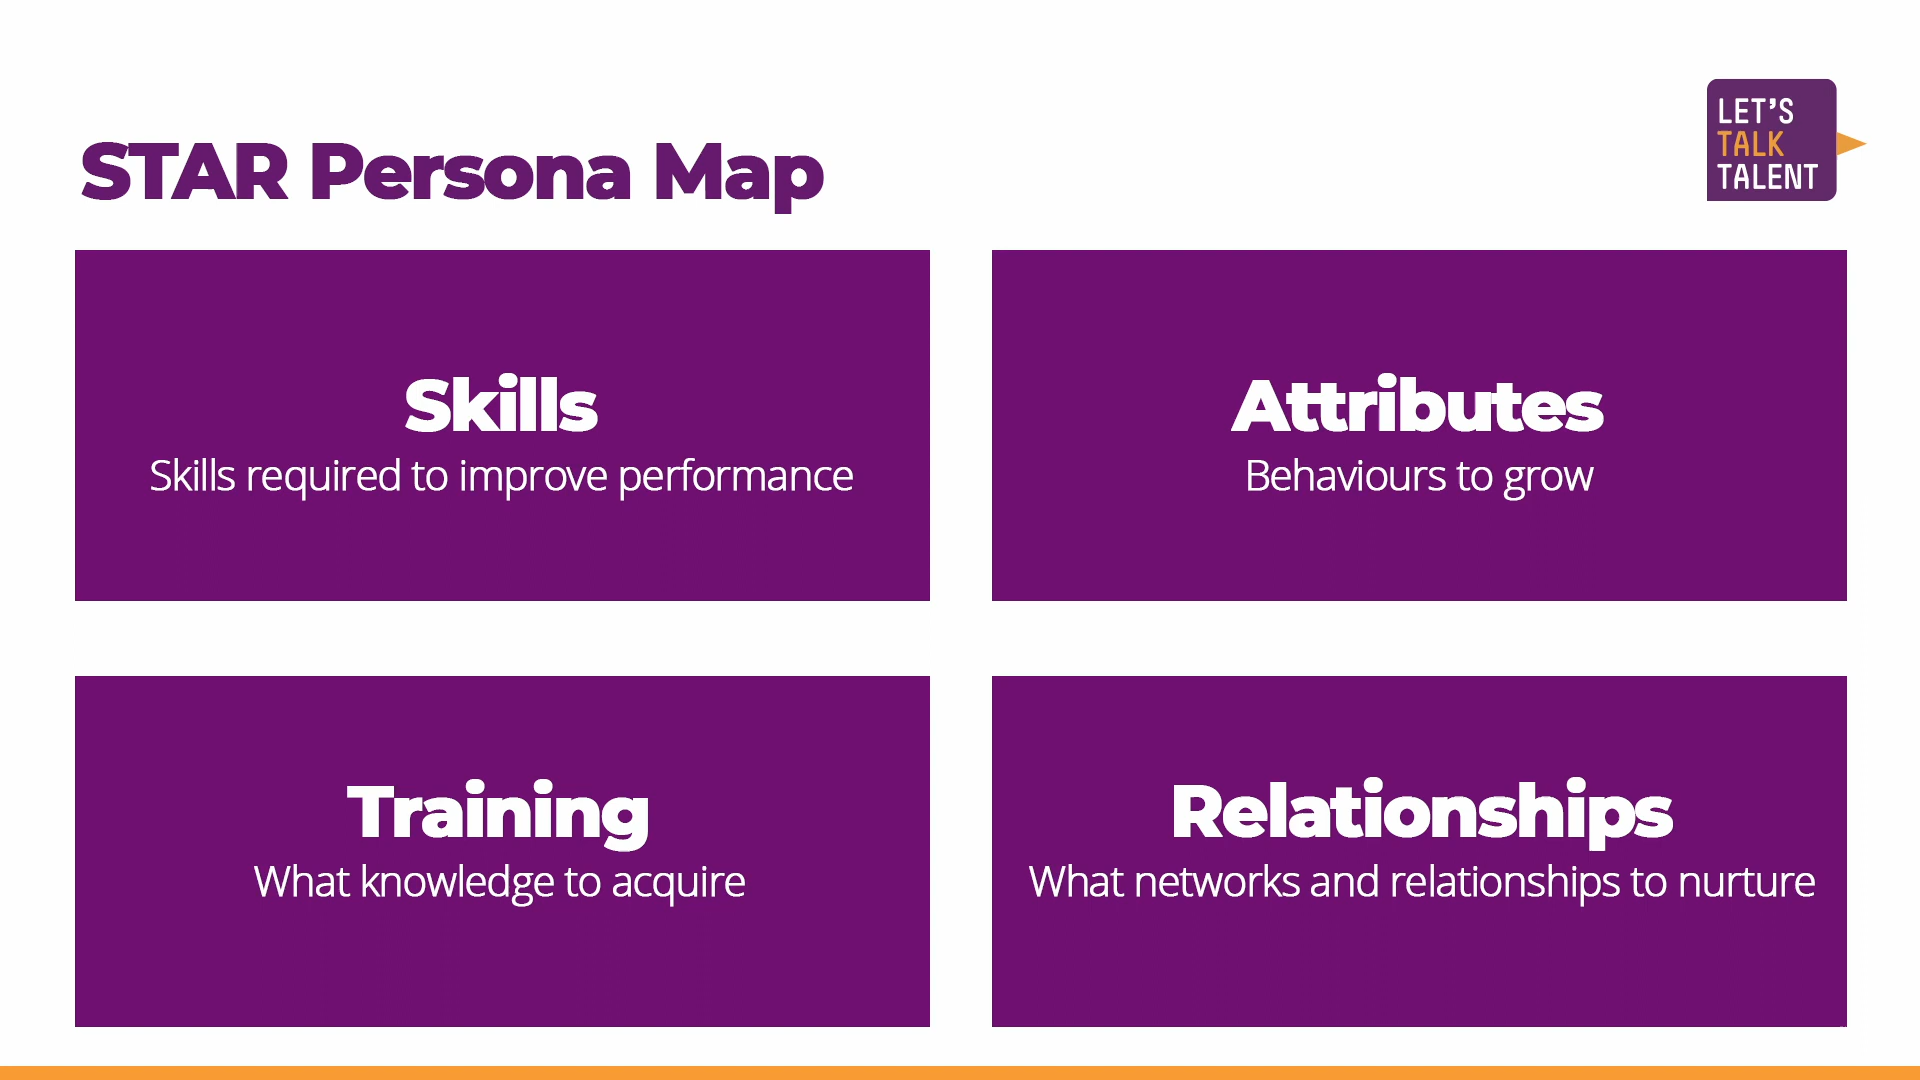 LET'S
TALK
TALENT
STAR Persona Map
Skills
Skills required to improve performance
Attributes
Behaviours to grow
Training
What knowledge to acquire
Relationships
What networks and relationships to nurture